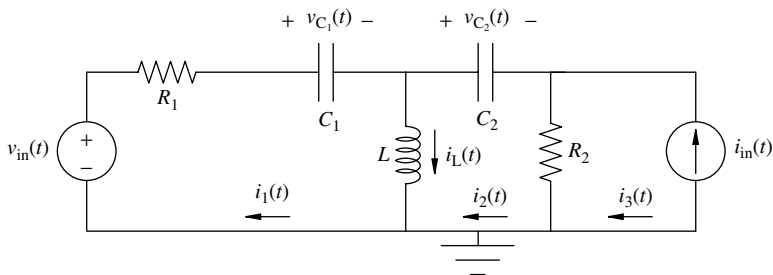 + v_C₁(t) − + v_C₂(t) −
R₁ C₁ C₂
v_in(t) + − L i_L(t) R₂ i_in(t)
i₁(t) i₂(t) i₃(t)